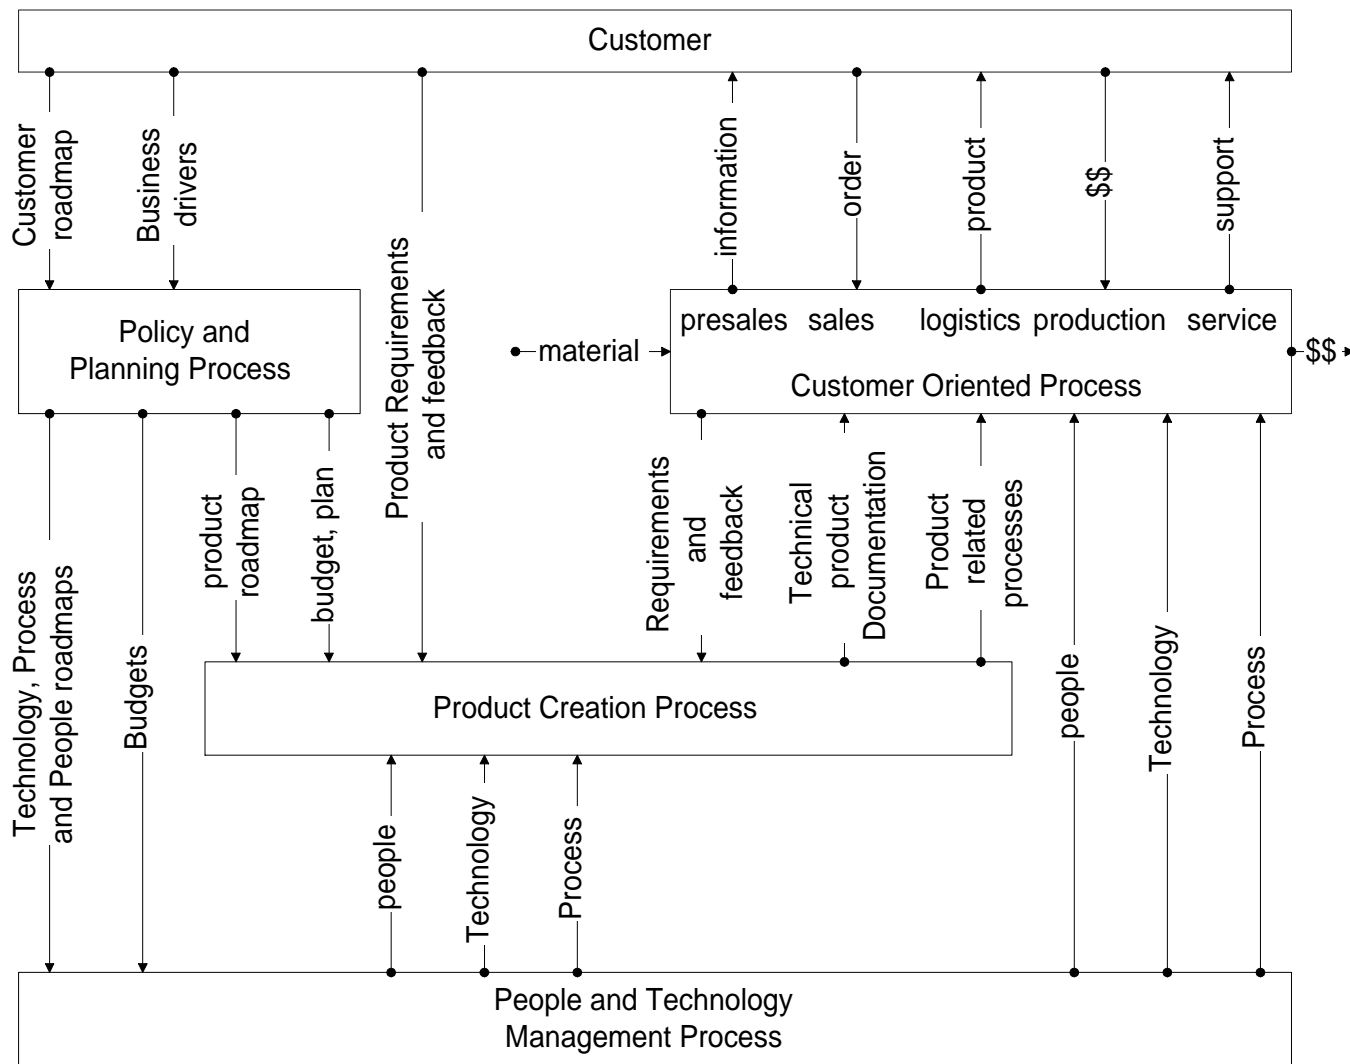 Customer
Customer
roadmap
Business
drivers
Product Requirements
and feedback
information
order
product
$$
support
Policy and
Planning Process
presales sales logistics production service
Customer Oriented Process
material
$$
Technology, Process
and People roadmaps
Budgets
product
roadmap
budget, plan
Requirements
and
feedback
Technical
product
Documentation
Product
related
processes
people
Technology
Process
Product Creation Process
people
Technology
Process
People and Technology
Management Process